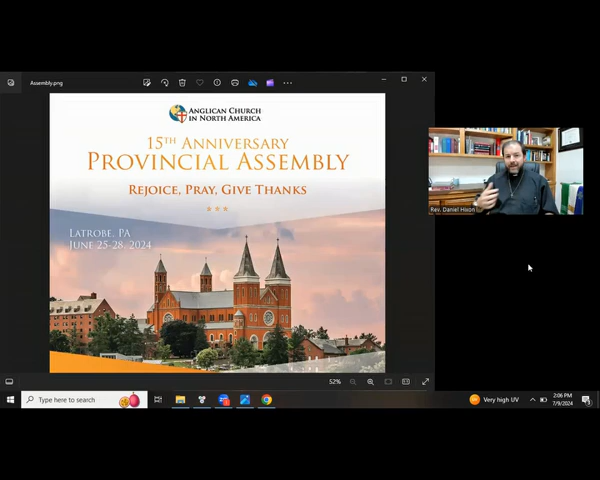 Assembly.png
ANGLICAN CHURCH
IN NORTH AMERICA
15TH ANNIVERSARY
PROVINCIAL ASSEMBLY
REJOICE, PRAY, GIVE THANKS
LATROBE, PA
JUNE 25-28, 2024
Rev. Daniel Hixon
52%
Type here to search
Very high UV
2:06 PM
7/9/2024